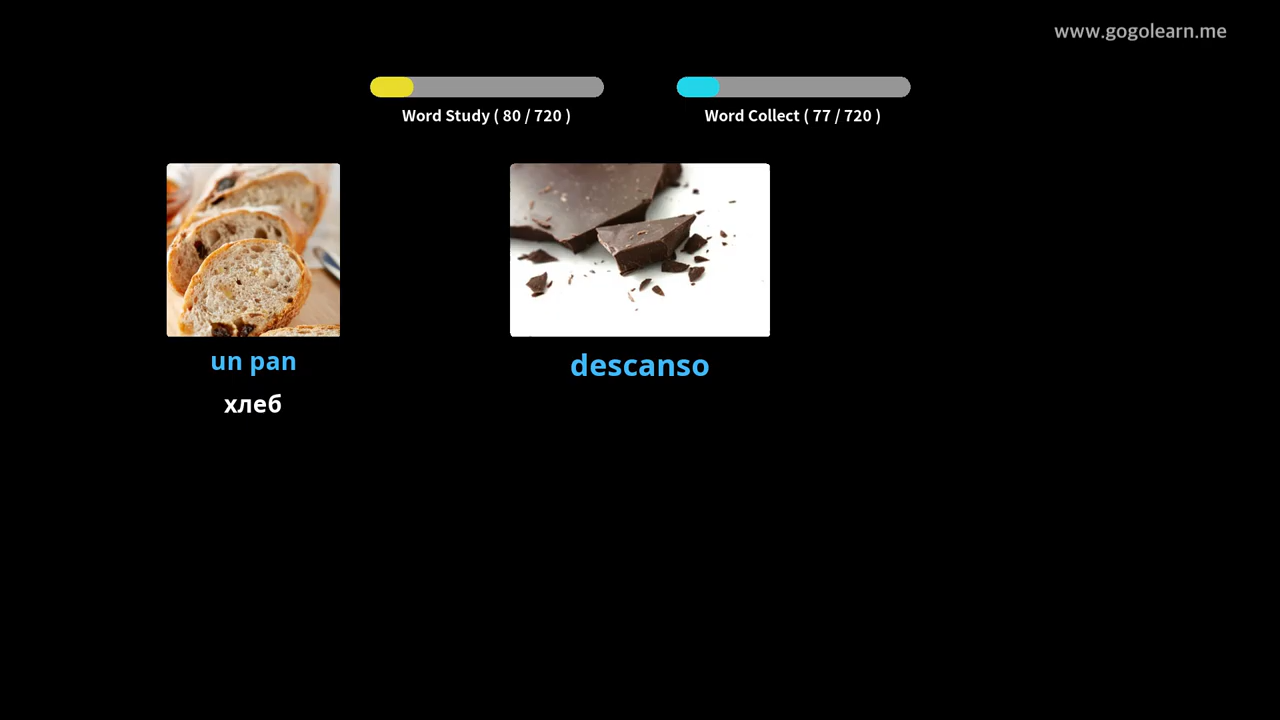 www.gogolearn.me
Word Study ( 80 / 720 )
Word Collect ( 77 / 720 )
un pan
хлеб
descanso